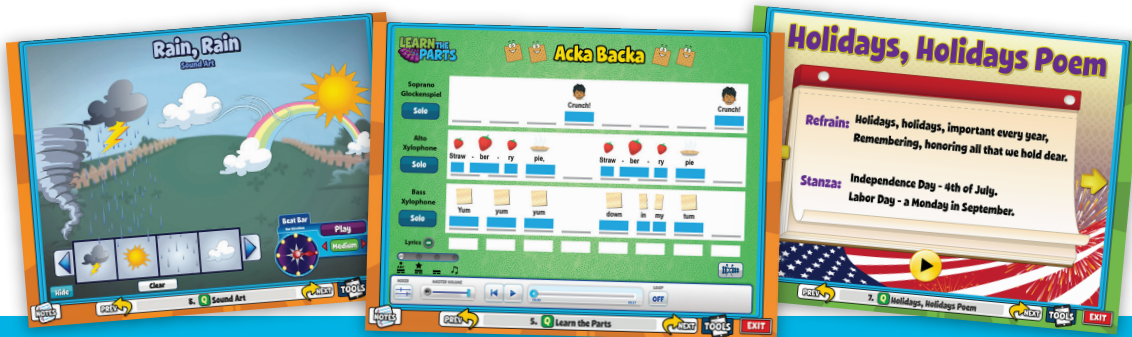 Rain, Rain
Sound Art
Beat Bar
Play
Medium
Hide
Clear
NOTES
PREV
8. Q Sound Art
NEXT
TOOLS
LEARN THE PARTS
Acka Backa
Soprano
Glockenspiel
Solo
Crunch!
Crunch!
Alto
Xylophone
Solo
Straw - ber - ry pie, Straw - ber - ry pie
Bass
Xylophone
Solo
Yum yum yum down in my tum
Lyrics
MASTER VOLUME
LOOP
OFF
NOTES
PREV
5. Q Learn the Parts
NEXT
TOOLS
EXIT
Holidays, Holidays Poem
Refrain: Holidays, holidays, important every year,
Remembering, honoring all that we hold dear.
Stanza: Independence Day - 4th of July.
Labor Day - a Monday in September.
NOTES
PREV
7. Q Holidays, Holidays Poem
NEXT
TOOLS
EXIT